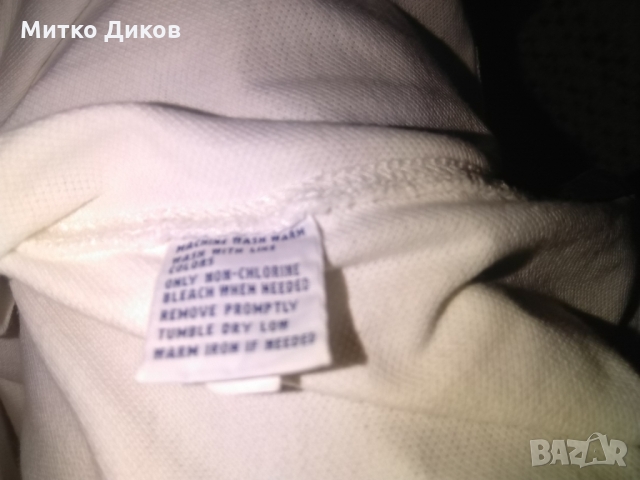 Митко Диков
MACHINE WASH WARM
WASH WITH LIKE
COLORS
ONLY NON-CHLORINE
BLEACH WHEN NEEDED
REMOVE PROMPTLY
TUMBLE DRY LOW
WARM IRON IF NEEDED
BAZAR